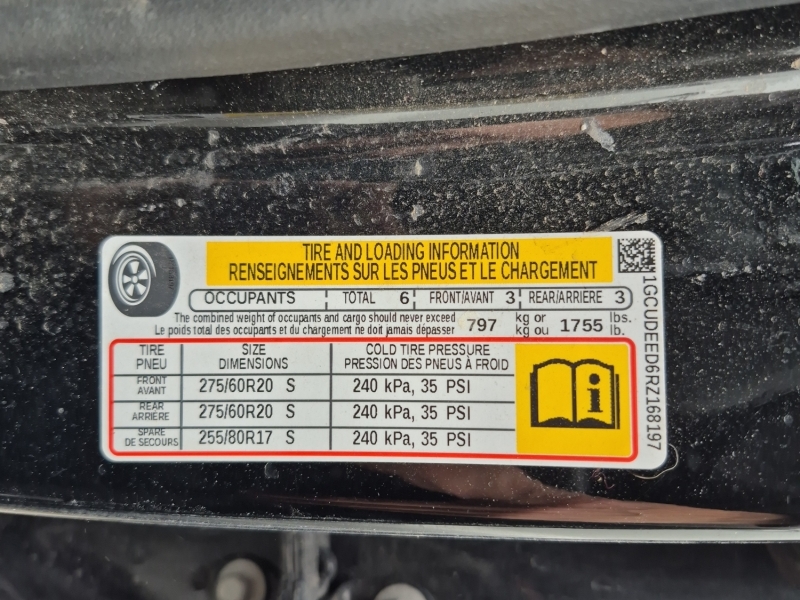 TIRE AND LOADING INFORMATION
RENSEIGNEMENTS SUR LES PNEUS ET LE CHARGEMENT
OCCUPANTS TOTAL 6 FRONT/AVANT 3 REAR/ARRIÈRE 3
The combined weight of occupants and cargo should never exceed 797 kg or 1755 lbs.
Le poids total des occupants et du chargement ne doit jamais dépasser kg ou lb.
TIRE PNEU SIZE DIMENSIONS COLD TIRE PRESSURE PRESSION DES PNEUS À FROID
FRONT AVANT 275/60R20 S 240 kPa, 35 PSI
REAR ARRIÈRE 275/60R20 S 240 kPa, 35 PSI
SPARE DE SECOURS 255/80R17 S 240 kPa, 35 PSI
1GCUDEED6RZ168197